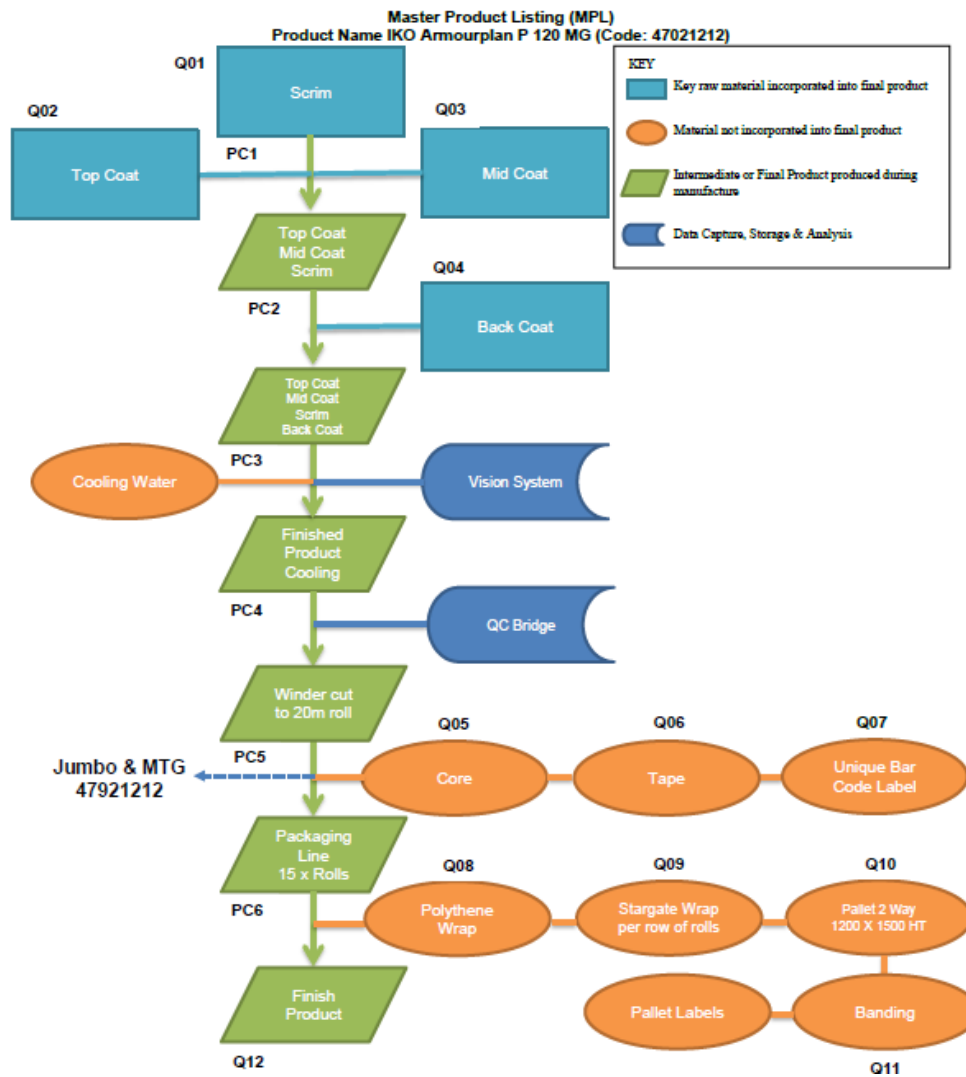 Master Product Listing (MPL)
Product Name IKO Armourplan P 120 MG (Code: 47021212)
Q01
Scrim
KEY
Key raw material incorporated into final product
Material not incorporated into final product
Intermediate or Final Product produced during
manufacture
Data Capture, Storage & Analysis
Q02
Top Coat
PC1
Q03
Mid Coat
Top Coat
Mid Coat
Scrim
PC2
Q04
Back Coat
Top Coat
Mid Coat
Scrim
Back Coat
PC3
Cooling Water
Vision System
Finished
Product
Cooling
PC4
QC Bridge
Winder cut
to 20m roll
PC5
Jumbo & MTG
47921212
Q05
Core
Q06
Tape
Q07
Unique Bar
Code Label
Packaging
Line
15 x Rolls
PC6
Q08
Polythene
Wrap
Q09
Stargate Wrap
per row of rolls
Q10
Pallet 2 Way
1200 X 1500 HT
Finish
Product
Pallet Labels
Banding
Q12
Q11